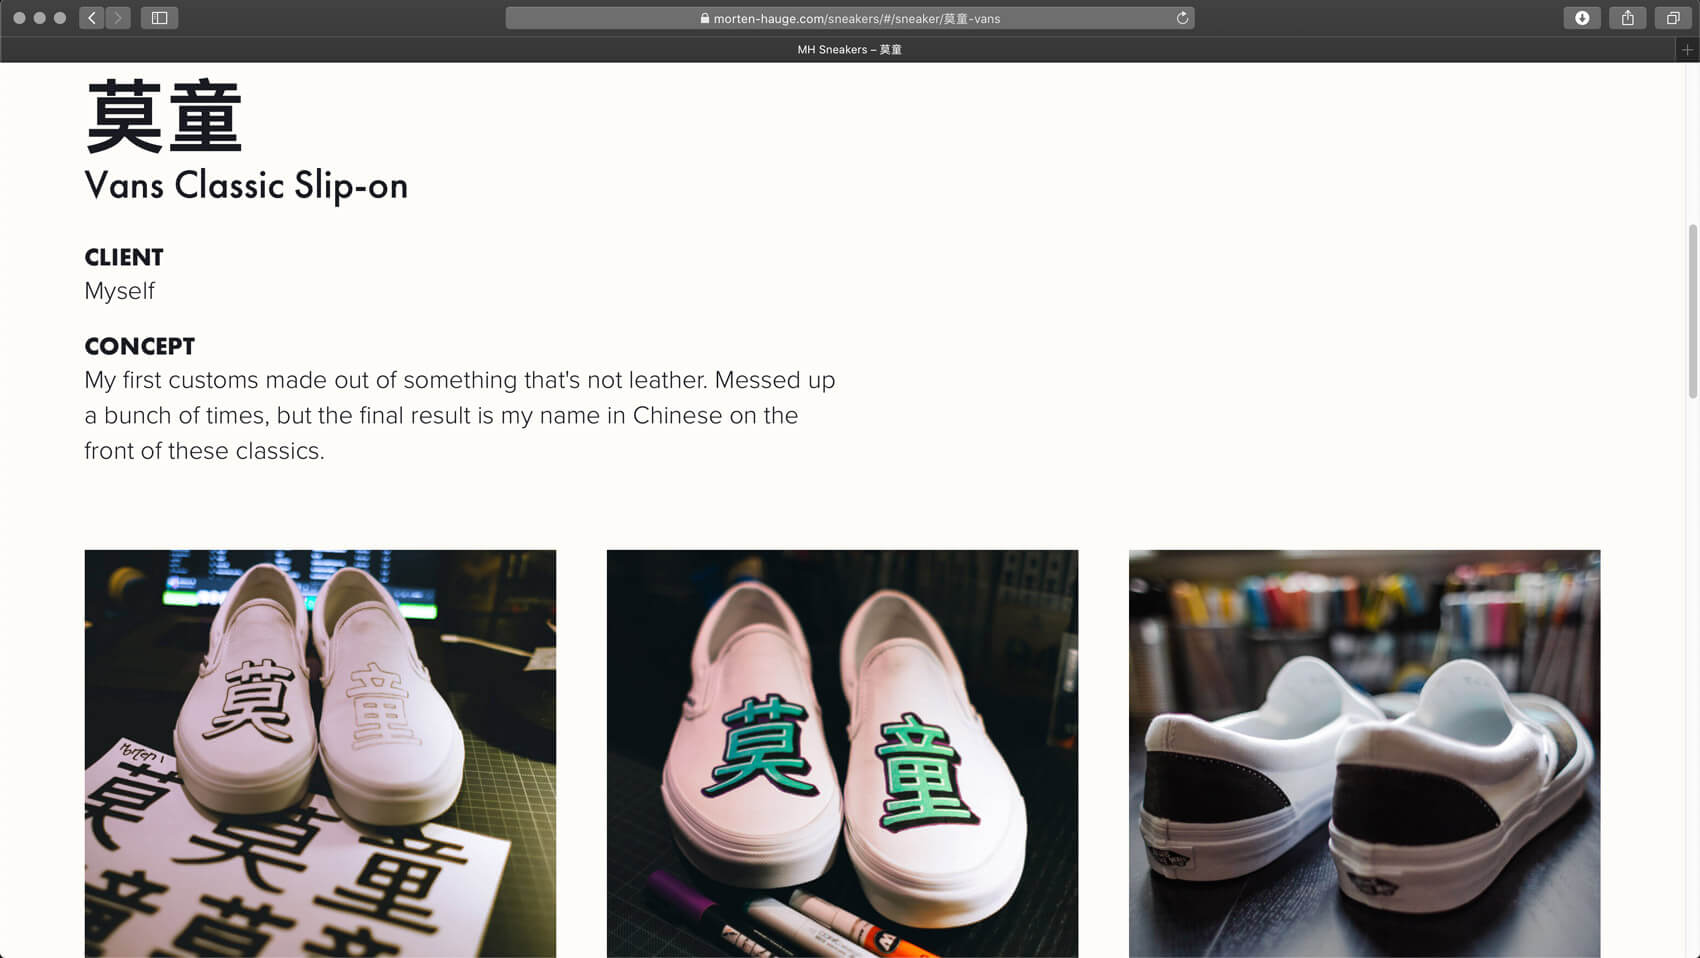 morten-hauge.com/sneakers/#/sneaker/莫童-vans
MH Sneakers – 莫童
莫童
Vans Classic Slip-on
CLIENT
Myself
CONCEPT
My first customs made out of something that's not leather. Messed up
a bunch of times, but the final result is my name in Chinese on the
front of these classics.
莫 童
Morten
莫
莫 童
莫
莫 童